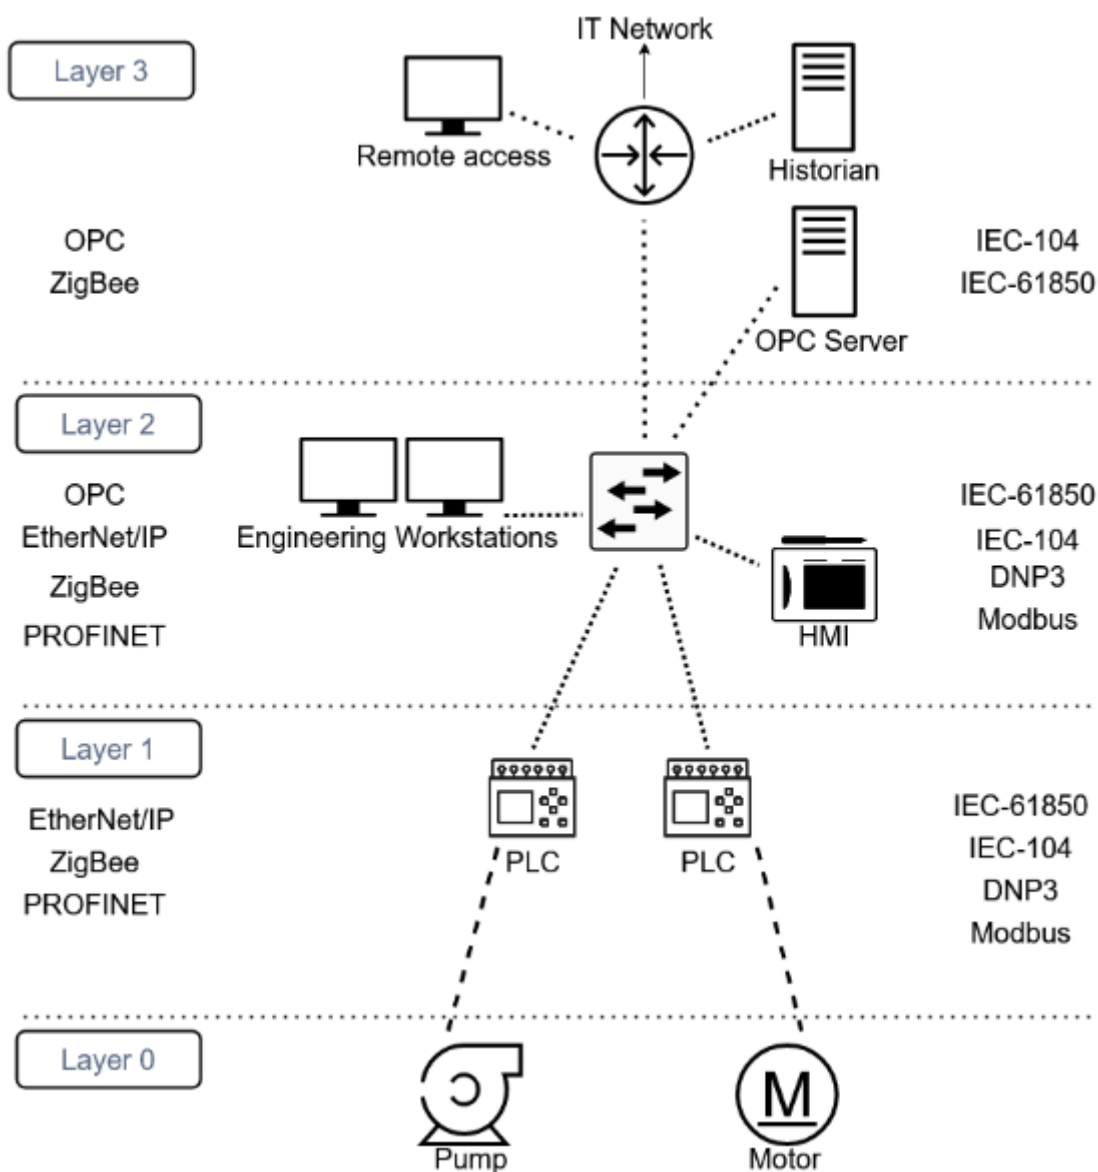 IT Network
Layer 3
Remote access
Historian
OPC
IEC-104
ZigBee
IEC-61850
OPC Server
Layer 2
OPC
IEC-61850
EtherNet/IP
Engineering Workstations
IEC-104
ZigBee
DNP3
PROFINET
HMI
Modbus
Layer 1
EtherNet/IP
IEC-61850
ZigBee
PLC
PLC
IEC-104
PROFINET
DNP3
Modbus
Layer 0
M
Pump
Motor